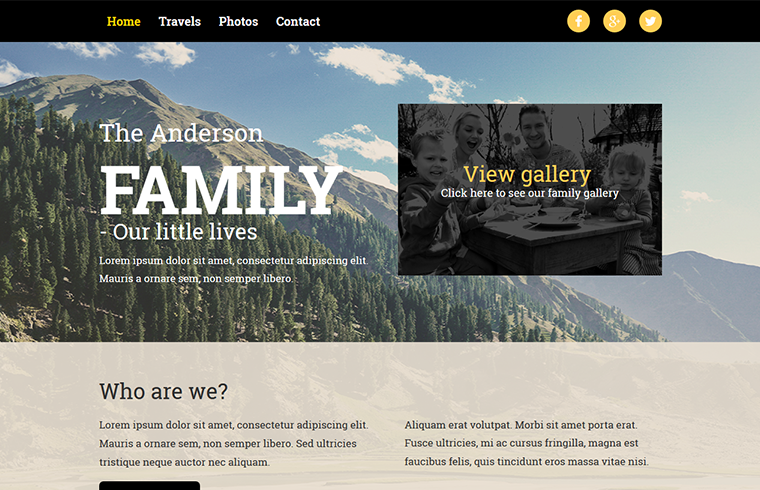 Home Travels Photos Contact
The Anderson
FAMILY
- Our little lives
Lorem ipsum dolor sit amet, consectetur adipiscing elit.
Mauris a ornare sem, non semper libero.
View gallery
Click here to see our family gallery
Who are we?
Lorem ipsum dolor sit amet, consectetur adipiscing elit.
Mauris a ornare sem, non semper libero. Sed ultricies
tristique neque auctor nec aliquam.
Aliquam erat volutpat. Morbi sit amet porta erat.
Fusce ultricies, mi ac cursus fringilla, magna est
faucibus felis, quis tincidunt eros massa vitae nisi.